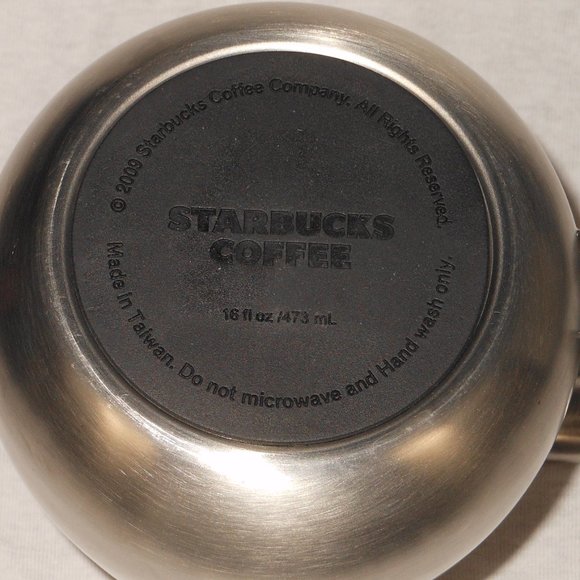 © 2009 Starbucks Coffee Company. All Rights Reserved.
STARBUCKS
COFFEE
16 fl oz /473 mL
Made in Taiwan. Do not microwave and Hand wash only.